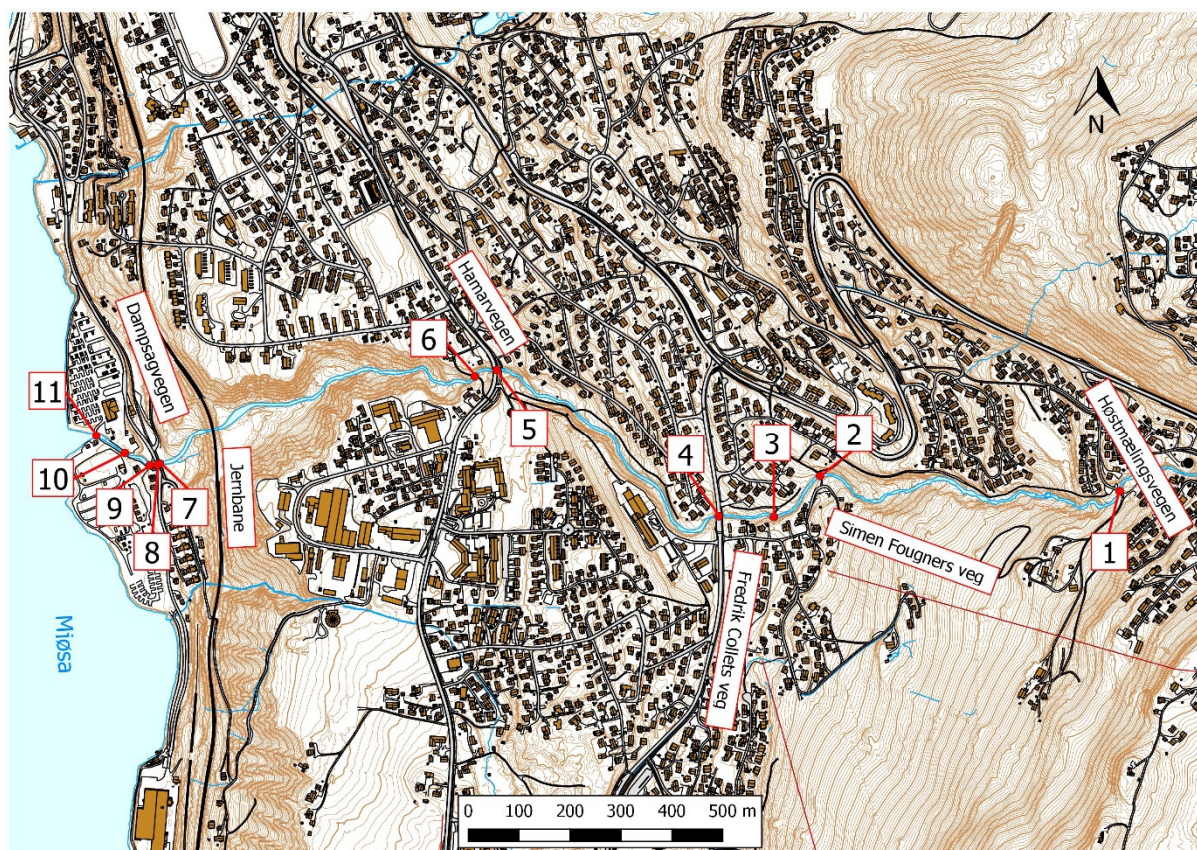 N
Hamarvegen
Dampsagvegen
6
Høstmælingsvegen
11
5
2
3
4
10
Jernbane
9
7
8
1
Simen Fougners veg
Fredrik Collets veg
Mjøsa
0 100 200 300 400 500 m